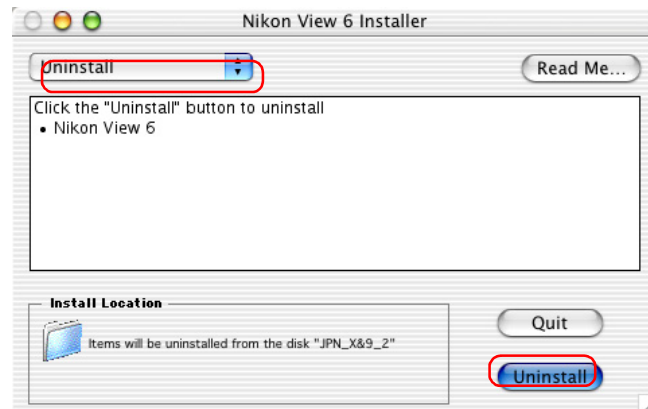 Nikon View 6 Installer
Uninstall
Read Me...
Click the "Uninstall" button to uninstall
• Nikon View 6
Install Location
Items will be uninstalled from the disk "JPN_X&9_2"
Quit
Uninstall